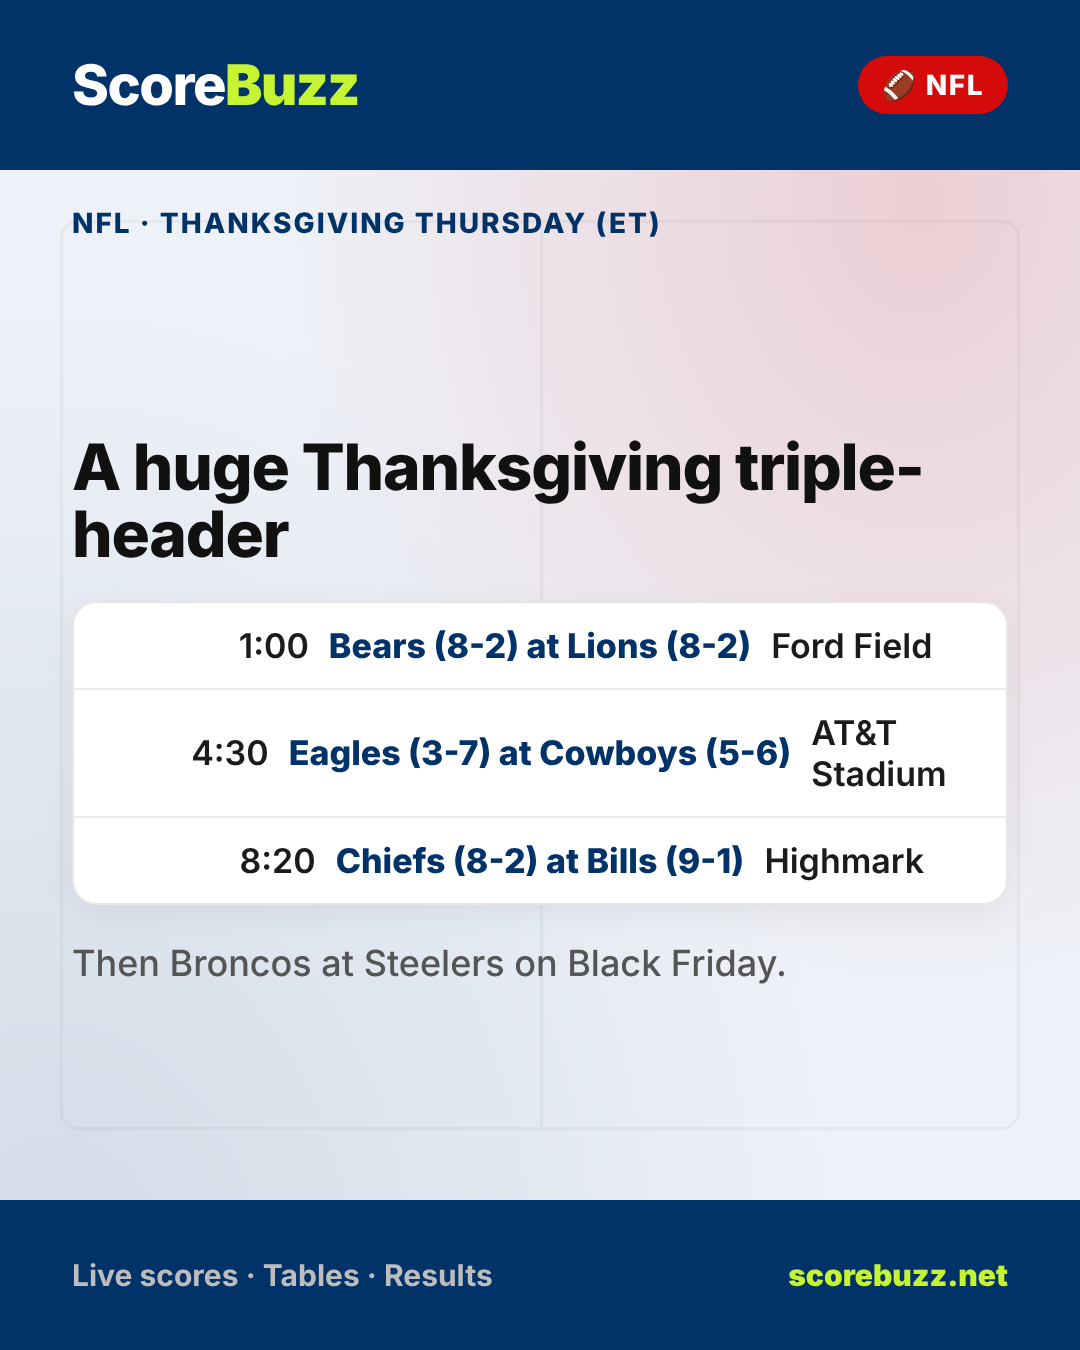 ScoreBuzz
🏈 NFL
NFL · THANKSGIVING THURSDAY (ET)
A huge Thanksgiving triple-
header
1:00 Bears (8-2) at Lions (8-2) Ford Field
4:30 Eagles (3-7) at Cowboys (5-6) AT&T
Stadium
8:20 Chiefs (8-2) at Bills (9-1) Highmark
Then Broncos at Steelers on Black Friday.
Live scores · Tables · Results
scorebuzz.net